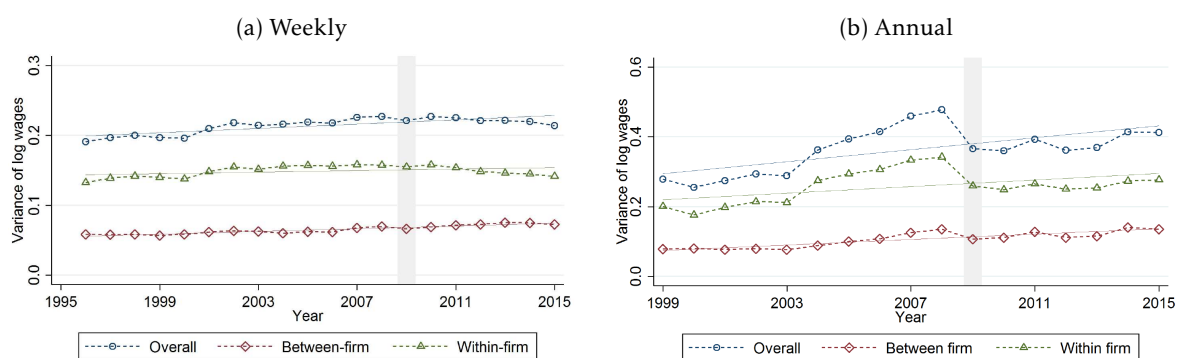 (a) Weekly
Variance of log wages
0.3
0.2
0.1
0.0
1995 1999 2003 2007 2011 2015
Year
Overall Between-firm Within-firm
(b) Annual
Variance of log wages
0.6
0.4
0.2
0.0
1999 2003 2007 2011 2015
Year
Overall Between firm Within firm